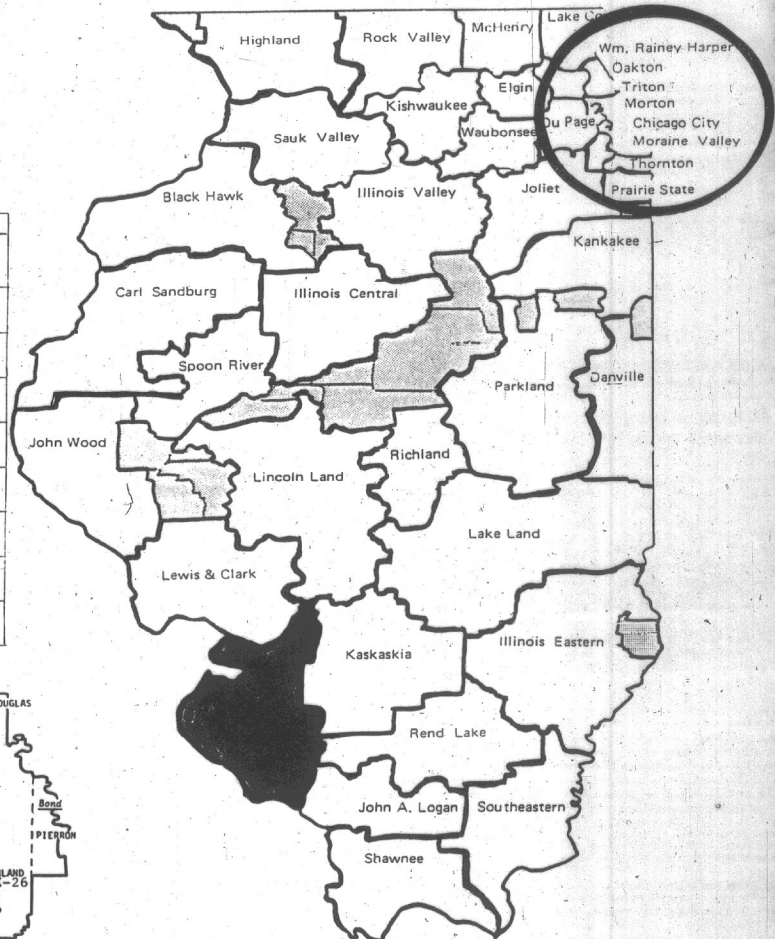 Highland
Rock Valley
McHenry
Lake Co
Wm. Rainey Harper
Oakton
Triton
Morton
Chicago City
Moraine Valley
Thornton
Prairie State
Kishwaukee
Elgin
Du Page
Waubonsee
Sauk Valley
Black Hawk
Illinois Valley
Joliet
Kankakee
Carl Sandburg
Illinois Central
Spoon River
Parkland
Danville
John Wood
Lincoln Land
Richland
Lake Land
Lewis & Clark
Kaskaskia
Illinois Eastern
Rend Lake
John A. Logan
Southeastern
Shawnee
OUGLAS
Bond
PIERRON
LAND
-26